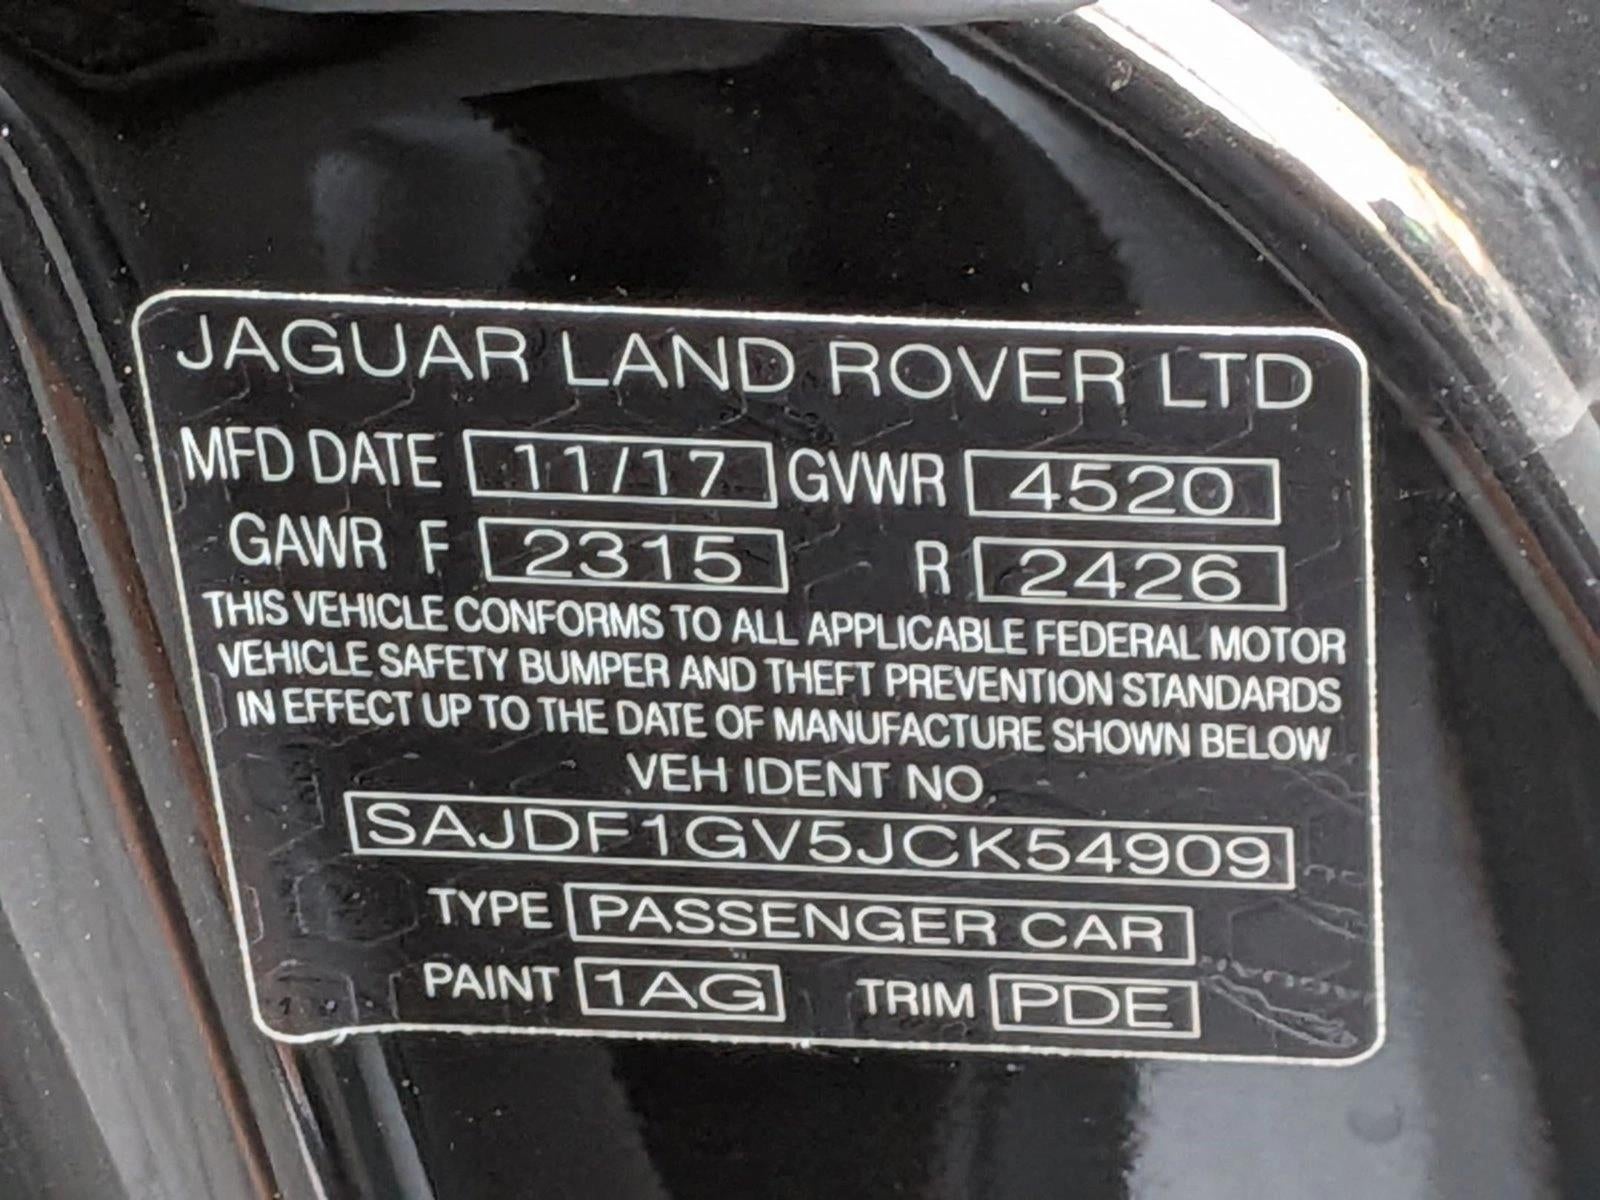 JAGUAR LAND ROVER LTD
MFD DATE 11/17 GVWR 4520
GAWR F 2315 R 2426
THIS VEHICLE CONFORMS TO ALL APPLICABLE FEDERAL MOTOR
VEHICLE SAFETY BUMPER AND THEFT PREVENTION STANDARDS
IN EFFECT UP TO THE DATE OF MANUFACTURE SHOWN BELOW
VEH IDENT NO.
SAJDF1GV5JCK54909
TYPE PASSENGER CAR
PAINT 1AG TRIM PDE